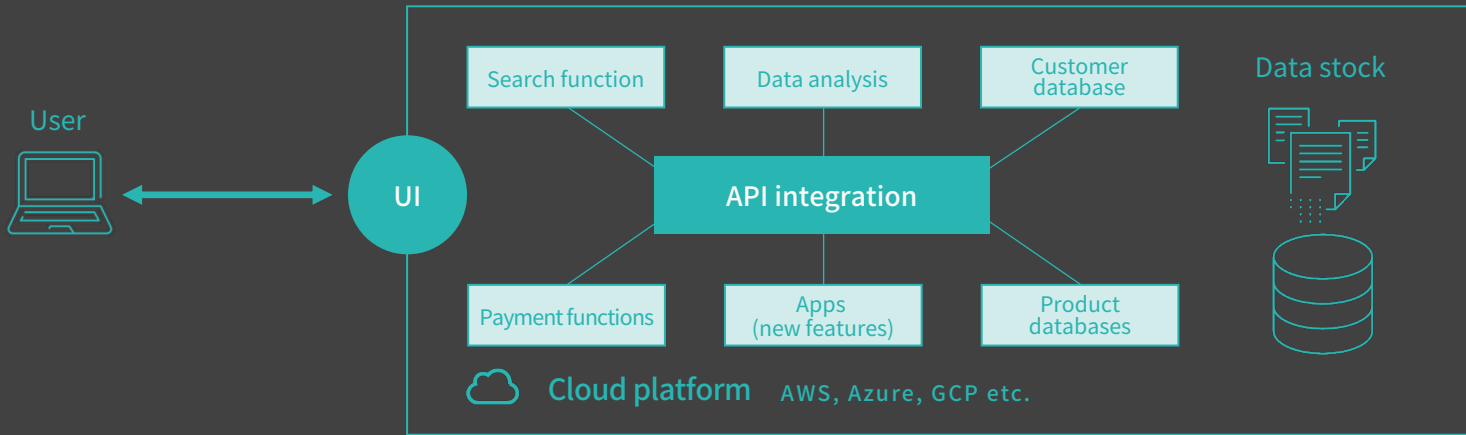 User
UI
Search function
Data analysis
Customer
database
API integration
Payment functions
Apps
(new features)
Product
databases
Data stock
Cloud platform AWS, Azure, GCP etc.